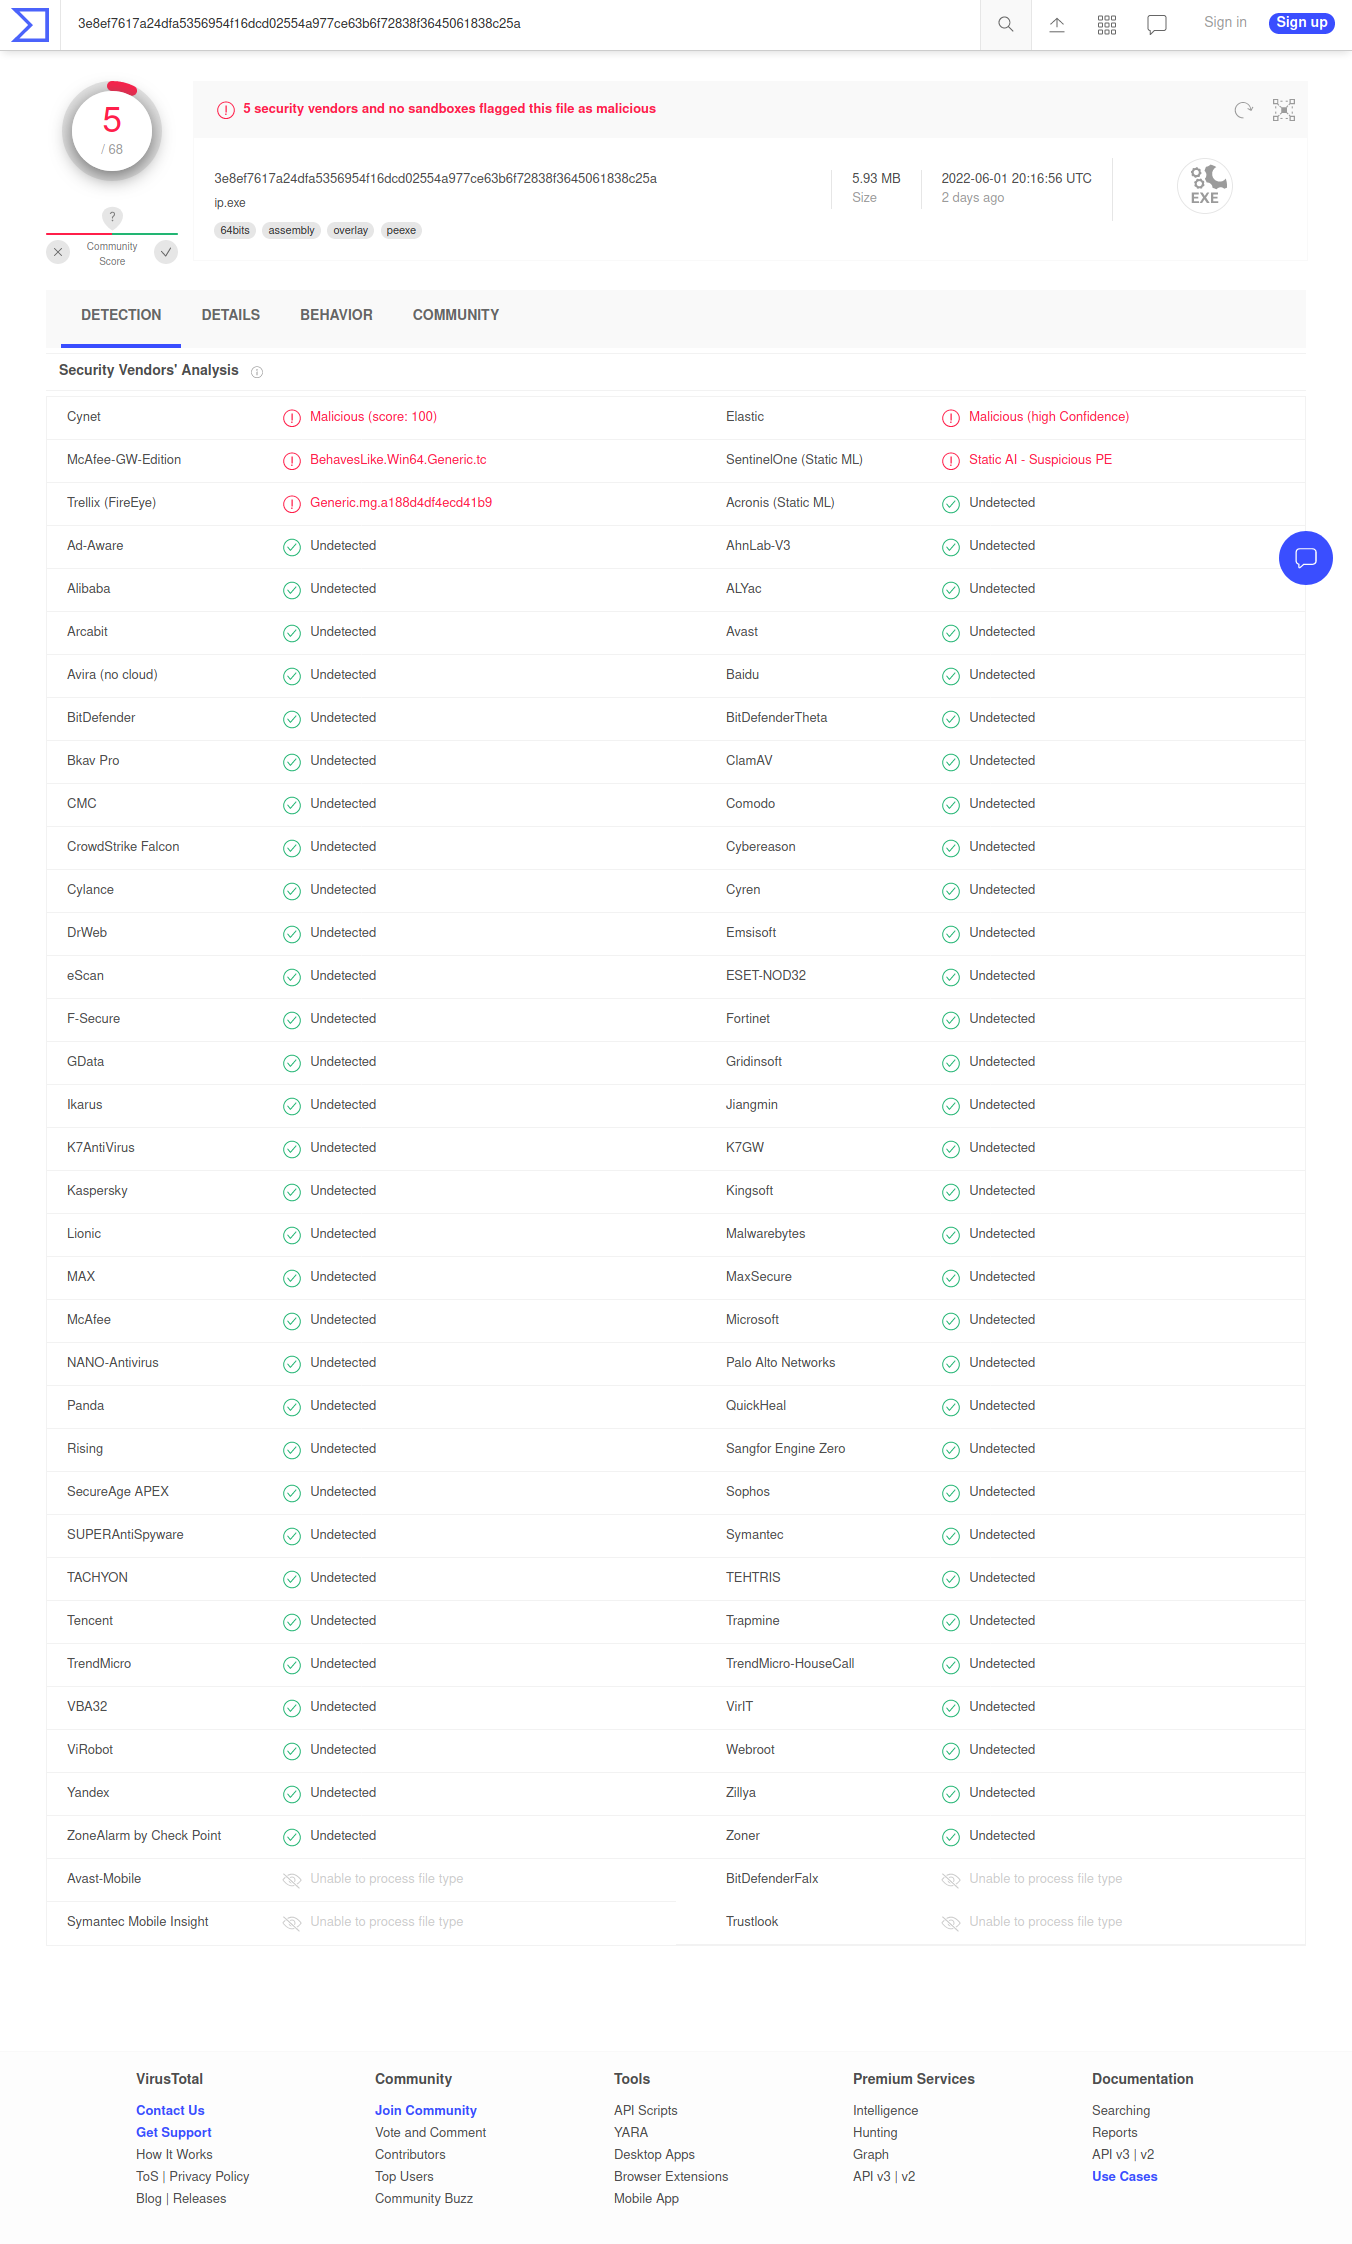 3e8ef7617a24dfa5356954f16dcd02554a977ce63b6f72838f3645061838c25a
Sign in
Sign up
5
/ 68
?
Community
Score
5 security vendors and no sandboxes flagged this file as malicious
3e8ef7617a24dfa5356954f16dcd02554a977ce63b6f72838f3645061838c25a
ip.exe
64bits assembly overlay peexe
5.93 MB
Size
2022-06-01 20:16:56 UTC
2 days ago
EXE
DETECTION DETAILS BEHAVIOR COMMUNITY
Security Vendors' Analysis
Cynet Malicious (score: 100) Elastic Malicious (high Confidence)
McAfee-GW-Edition BehavesLike.Win64.Generic.tc SentinelOne (Static ML) Static AI - Suspicious PE
Trellix (FireEye) Generic.mg.a188d4df4ecd41b9 Acronis (Static ML) Undetected
Ad-Aware Undetected AhnLab-V3 Undetected
Alibaba Undetected ALYac Undetected
Arcabit Undetected Avast Undetected
Avira (no cloud) Undetected Baidu Undetected
BitDefender Undetected BitDefenderTheta Undetected
Bkav Pro Undetected ClamAV Undetected
CMC Undetected Comodo Undetected
CrowdStrike Falcon Undetected Cybereason Undetected
Cylance Undetected Cyren Undetected
DrWeb Undetected Emsisoft Undetected
eScan Undetected ESET-NOD32 Undetected
F-Secure Undetected Fortinet Undetected
GData Undetected Gridinsoft Undetected
Ikarus Undetected Jiangmin Undetected
K7AntiVirus Undetected K7GW Undetected
Kaspersky Undetected Kingsoft Undetected
Lionic Undetected Malwarebytes Undetected
MAX Undetected MaxSecure Undetected
McAfee Undetected Microsoft Undetected
NANO-Antivirus Undetected Palo Alto Networks Undetected
Panda Undetected QuickHeal Undetected
Rising Undetected Sangfor Engine Zero Undetected
SecureAge APEX Undetected Sophos Undetected
SUPERAntiSpyware Undetected Symantec Undetected
TACHYON Undetected TEHTRIS Undetected
Tencent Undetected Trapmine Undetected
TrendMicro Undetected TrendMicro-HouseCall Undetected
VBA32 Undetected VirIT Undetected
ViRobot Undetected Webroot Undetected
Yandex Undetected Zillya Undetected
ZoneAlarm by Check Point Undetected Zoner Undetected
Avast-Mobile Unable to process file type BitDefenderFalx Unable to process file type
Symantec Mobile Insight Unable to process file type Trustlook Unable to process file type
VirusTotal Community Tools Premium Services Documentation
Contact Us Join Community API Scripts Intelligence Searching
Get Support Vote and Comment YARA Hunting Reports
How It Works Contributors Desktop Apps Graph API v3 | v2
ToS | Privacy Policy Top Users Browser Extensions API v3 | v2 Use Cases
Blog | Releases Community Buzz Mobile App